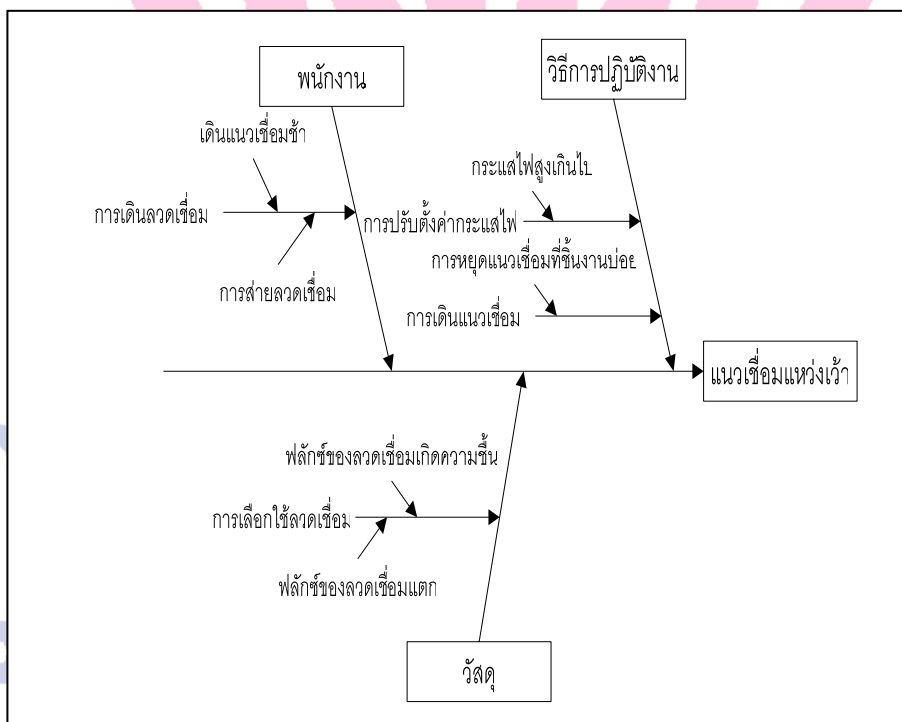 พนักงาน
วิธีการปฏิบัติงาน
เดินแนวเชื่อมช้า
กระแสไฟสูงเกินไป
การเดินลวดเชื่อม
การปรับตั้งค่ากระแสไฟ
การหยุดแนวเชื่อมที่ชิ้นงานบ่อย
การส่ายลวดเชื่อม
การเดินแนวเชื่อม
แนวเชื่อมแหว่งเว้า
ฟลักซ์ของลวดเชื่อมเกิดความชื้น
การเลือกใช้ลวดเชื่อม
ฟลักซ์ของลวดเชื่อมแตก
วัสดุ